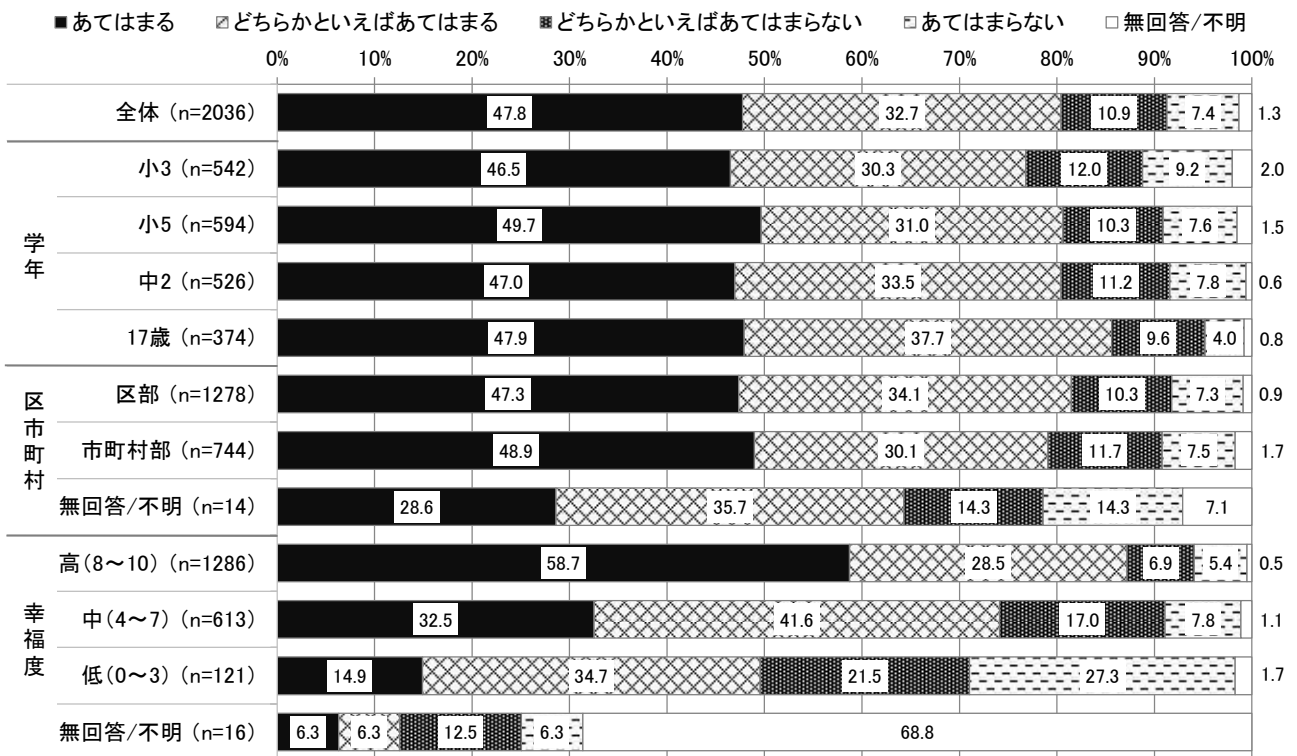 ■あてはまる □どちらかといえばあてはまる ■どちらかといえばあてはまらない □あてはまらない □無回答/不明
0% 10% 20% 30% 40% 50% 60% 70% 80% 90% 100%
全体 (n=2036) 47.8 32.7 10.9 7.4 1.3
学年
小3 (n=542) 46.5 30.3 12.0 9.2 2.0
小5 (n=594) 49.7 31.0 10.3 7.6 1.5
中2 (n=526) 47.0 33.5 11.2 7.8 0.6
17歳 (n=374) 47.9 37.7 9.6 4.0 0.8
区市町村
区部 (n=1278) 47.3 34.1 10.3 7.3 0.9
市町村部 (n=744) 48.9 30.1 11.7 7.5 1.7
無回答/不明 (n=14) 28.6 35.7 14.3 14.3 7.1
幸福度
高(8～10) (n=1286) 58.7 28.5 6.9 5.4 0.5
中(4～7) (n=613) 32.5 41.6 17.0 7.8 1.1
低(0～3) (n=121) 14.9 34.7 21.5 27.3 1.7
無回答/不明 (n=16) 6.3 6.3 12.5 6.3 68.8